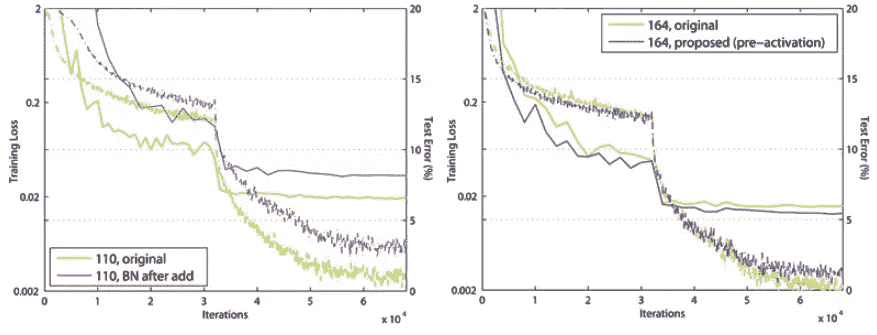 2
0.2
0.02
0.002
Training Loss
20
15
10
5
0
Test Error (%)
110, original
110, BN after add
0 1 2 3 4 5 6
Iterations
x 10^4
2
0.2
0.02
0.002
Training Loss
20
15
10
5
0
Test Error (%)
164, original
164, proposed (pre-activation)
0 1 2 3 4 5 6
Iterations
x 10^4